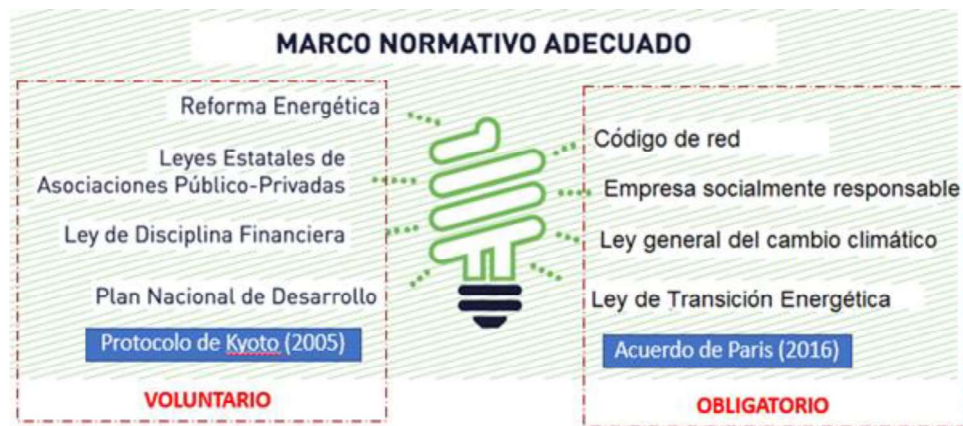 MARCO NORMATIVO ADECUADO
Reforma Energética
Leyes Estatales de
Asociaciones Público-Privadas
Ley de Disciplina Financiera
Plan Nacional de Desarrollo
Protocolo de Kyoto (2005)
VOLUNTARIO
Código de red
Empresa socialmente responsable
Ley general del cambio climático
Ley de Transición Energética
Acuerdo de Paris (2016)
OBLIGATORIO